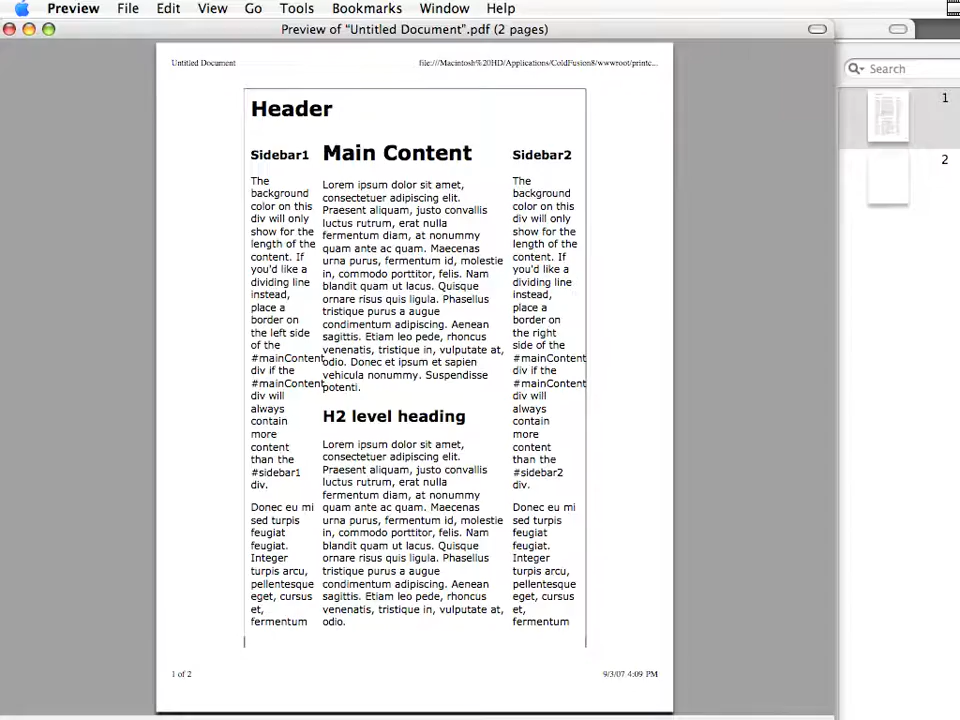 Preview File Edit View Go Tools Bookmarks Window Help
Preview of “Untitled Document”.pdf (2 pages)
Search
1
2
Untitled Document
file:///Macintosh%20HD/Applications/ColdFusion8/wwwroot/printc...
Header
Sidebar1
The
background
color on this
div will only
show for the
length of the
content. If
you'd like a
dividing line
instead,
place a
border on
the left side
of the
#mainContent
div if the
#mainContent
div will
always
contain
more
content
than the
#sidebar1
div.
Donec eu mi
sed turpis
feugiat
feugiat.
Integer
turpis arcu,
pellentesque
eget, cursus
et,
fermentum
Main Content
Lorem ipsum dolor sit amet,
consectetuer adipiscing elit.
Praesent aliquam, justo convallis
luctus rutrum, erat nulla
fermentum diam, at nonummy
quam ante ac quam. Maecenas
urna purus, fermentum id, molestie
in, commodo porttitor, felis. Nam
blandit quam ut lacus. Quisque
ornare risus quis ligula. Phasellus
tristique purus a augue
condimentum adipiscing. Aenean
sagittis. Etiam leo pede, rhoncus
venenatis, tristique in, vulputate at,
odio. Donec et ipsum et sapien
vehicula nonummy. Suspendisse
potenti.
H2 level heading
Lorem ipsum dolor sit amet,
consectetuer adipiscing elit.
Praesent aliquam, justo convallis
luctus rutrum, erat nulla
fermentum diam, at nonummy
quam ante ac quam. Maecenas
urna purus, fermentum id, molestie
in, commodo porttitor, felis. Nam
blandit quam ut lacus. Quisque
ornare risus quis ligula. Phasellus
tristique purus a augue
condimentum adipiscing. Aenean
sagittis. Etiam leo pede, rhoncus
venenatis, tristique in, vulputate at,
odio.
Sidebar2
The
background
color on this
div will only
show for the
length of the
content. If
you'd like a
dividing line
instead,
place a
border on
the right
side of the
#mainContent
div if the
#mainContent
div will
always
contain
more
content
than the
#sidebar2
div.
Donec eu mi
sed turpis
feugiat
feugiat.
Integer
turpis arcu,
pellentesque
eget, cursus
et,
fermentum
1 of 2
9/3/07 4:09 PM